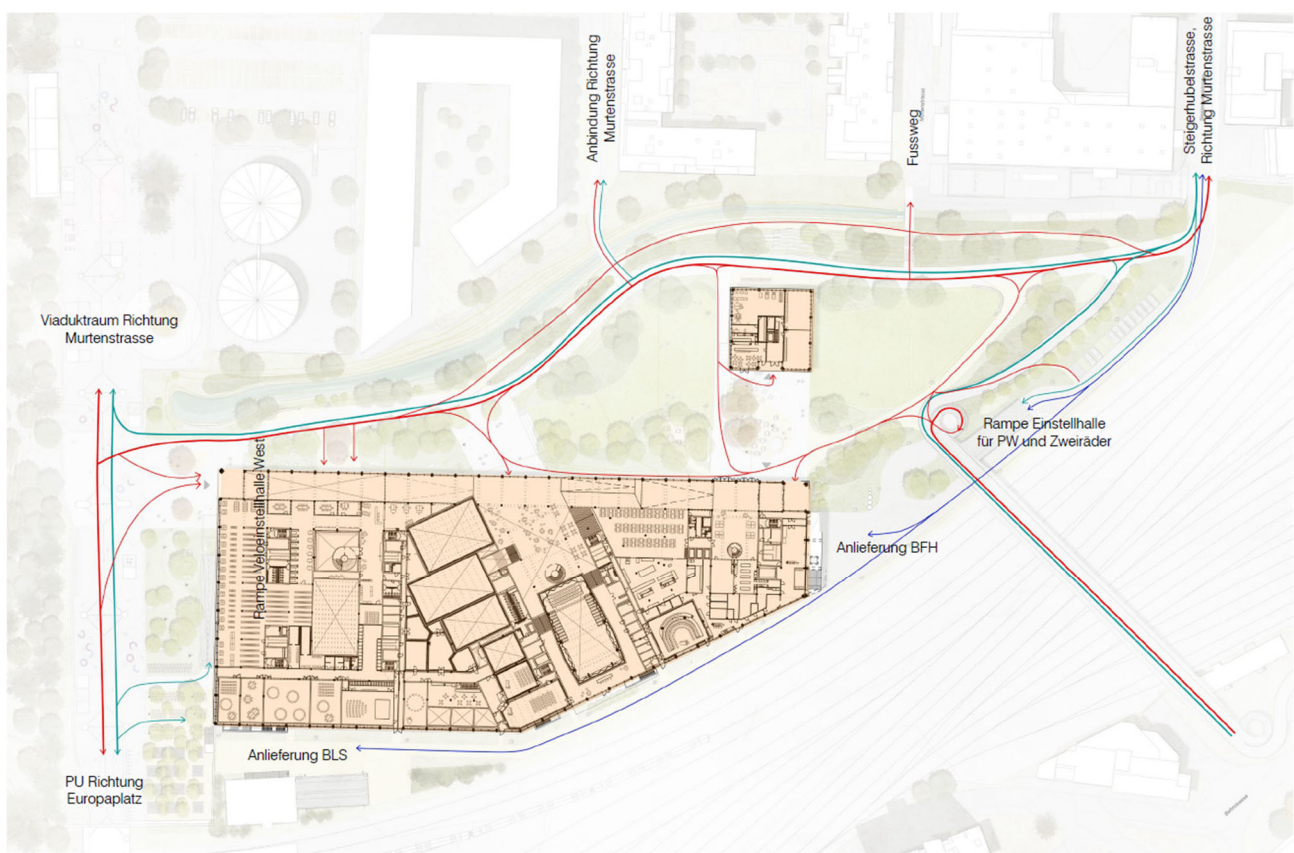 Anbindung Richtung
Murtenstrasse
Fussweg
Steigerhubelstrasse,
Richtung Murtenstrasse
Viaduktraum Richtung
Murtenstrasse
Rampe Einstellhalle
für PW und Zweiräder
Rampe Veloeinstellhalle West
Anlieferung BFH
Anlieferung BLS
PU Richtung
Europaplatz
Bahnstrasse